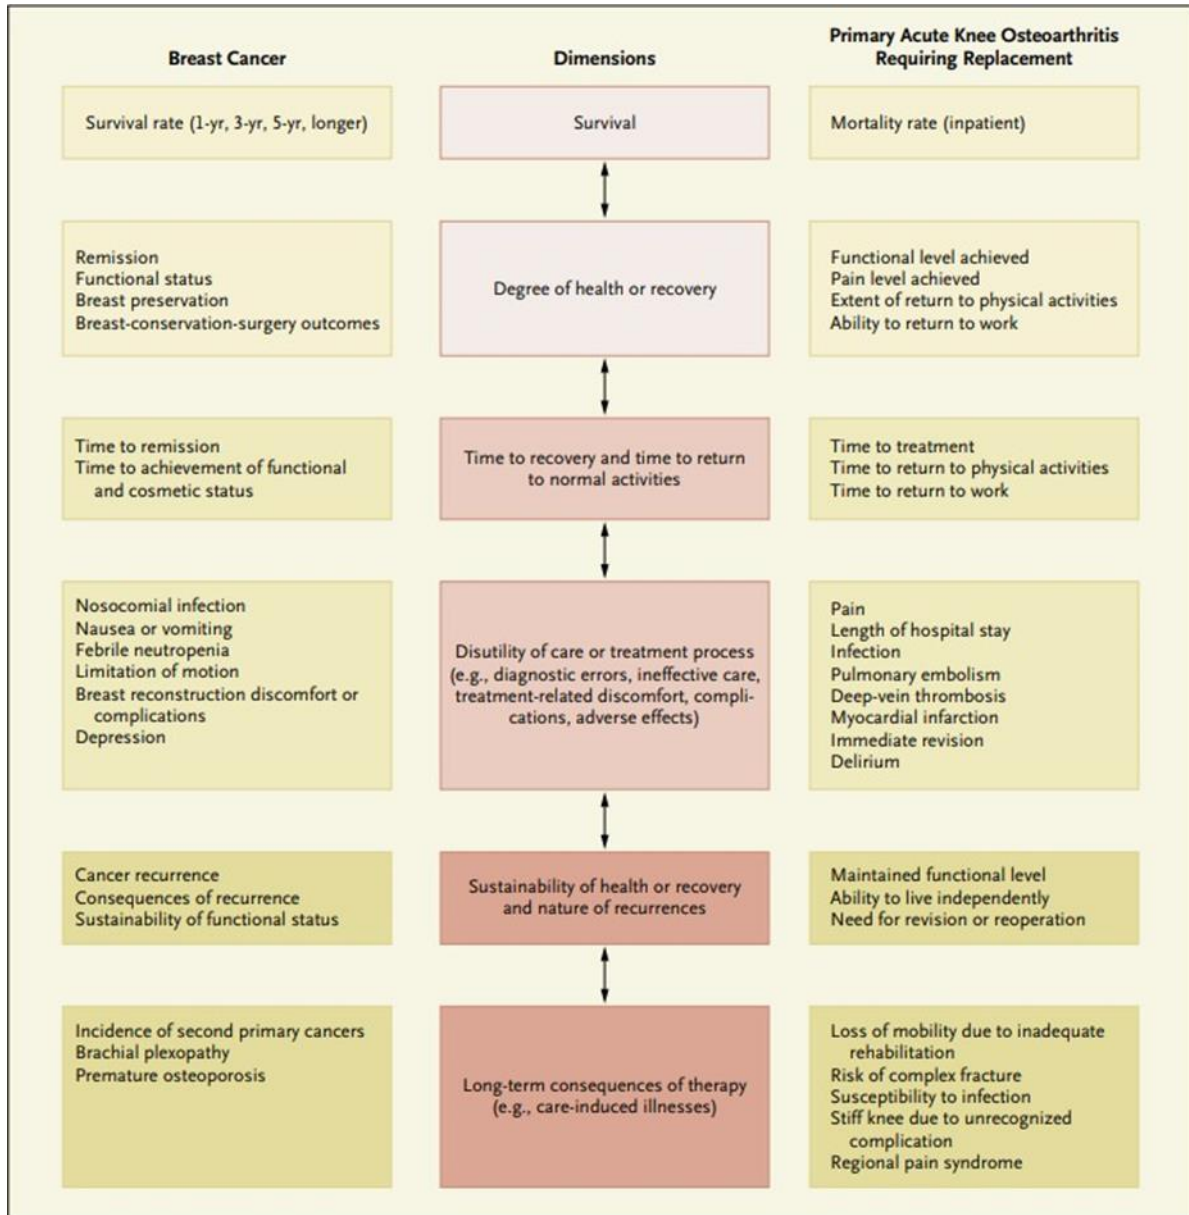 Breast Cancer
Dimensions
Primary Acute Knee Osteoarthritis
Requiring Replacement
Survival rate (1-yr, 3-yr, 5-yr, longer)
Survival
Mortality rate (inpatient)
Remission
Functional status
Breast preservation
Breast-conservation-surgery outcomes
Degree of health or recovery
Functional level achieved
Pain level achieved
Extent of return to physical activities
Ability to return to work
Time to remission
Time to achievement of functional
and cosmetic status
Time to recovery and time to return
to normal activities
Time to treatment
Time to return to physical activities
Time to return to work
Nosocomial infection
Nausea or vomiting
Febrile neutropenia
Limitation of motion
Breast reconstruction discomfort or
complications
Depression
Disutility of care or treatment process
(e.g., diagnostic errors, ineffective care,
treatment-related discomfort, compli-
cations, adverse effects)
Pain
Length of hospital stay
Infection
Pulmonary embolism
Deep-vein thrombosis
Myocardial infarction
Immediate revision
Delirium
Cancer recurrence
Consequences of recurrence
Sustainability of functional status
Sustainability of health or recovery
and nature of recurrences
Maintained functional level
Ability to live independently
Need for revision or reoperation
Incidence of second primary cancers
Brachial plexopathy
Premature osteoporosis
Long-term consequences of therapy
(e.g., care-induced illnesses)
Loss of mobility due to inadequate
rehabilitation
Risk of complex fracture
Susceptibility to infection
Stiff knee due to unrecognized
complication
Regional pain syndrome